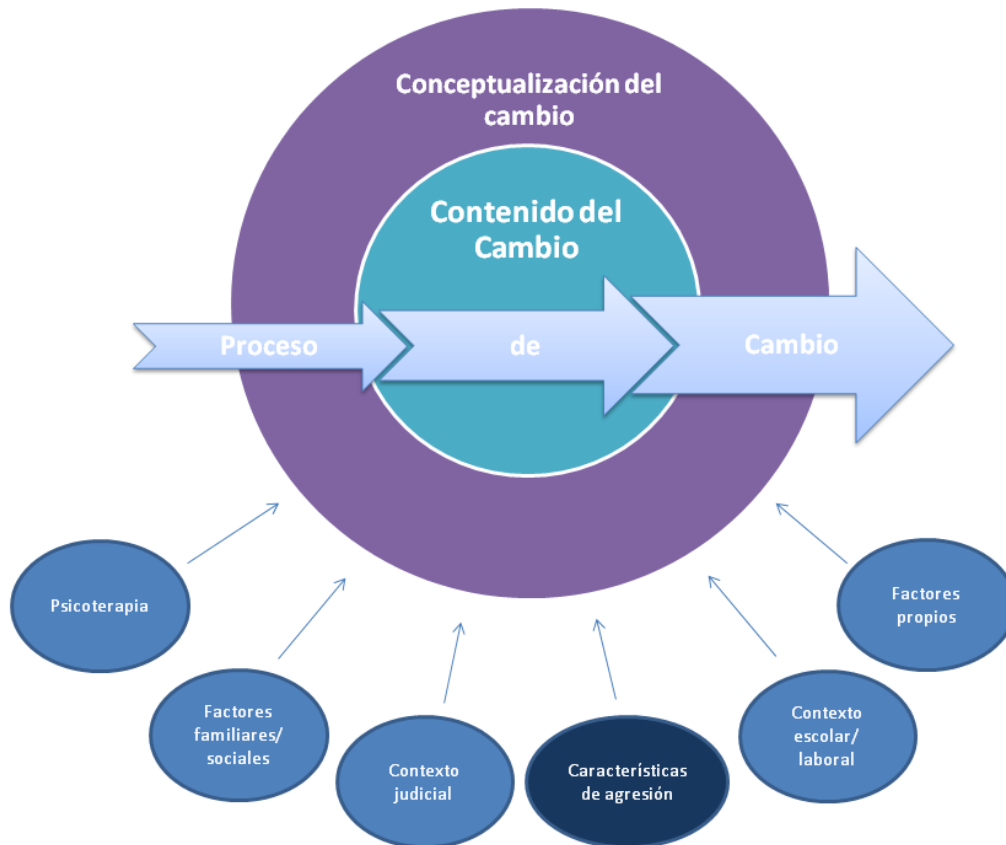 Conceptualización del
cambio
Contenido del
Cambio
Proceso
de
Cambio
Psicoterapia
Factores
familiares/
sociales
Contexto
judicial
Características
de agresión
Contexto
escolar/
laboral
Factores
propios